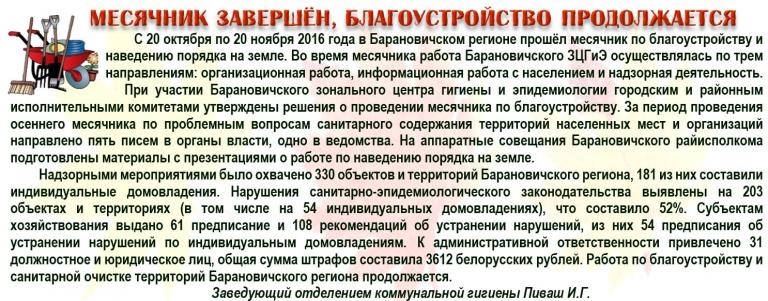 МЕСЯЧНИК ЗАВЕРШЁН, БЛАГОУСТРОЙСТВО ПРОДОЛЖАЕТСЯ
С 20 октября по 20 ноября 2016 года в Барановичском регионе прошёл месячник по благоустройству и
наведению порядка на земле. Во время месячника работа Барановичского ЗЦГиЭ осуществлялась по трем
направлениям: организационная работа, информационная работа с населением и надзорная деятельность.
При участии Барановичского зонального центра гигиены и эпидемиологии городским и районным
исполнительными комитетами утверждены решения о проведении месячника по благоустройству. За период проведения
осеннего месячника по проблемным вопросам санитарного содержания территорий населенных мест и организаций
направлено пять писем в органы власти, одно в ведомства. На аппаратные совещания Барановичского райисполкома
подготовлены материалы с презентациями о работе по наведению порядка на земле.
Надзорными мероприятиями было охвачено 330 объектов и территорий Барановичского региона, 181 из них составили
индивидуальные домовладения. Нарушения санитарно-эпидемиологического законодательства выявлены на 203
объектах и территориях (в том числе на 54 индивидуальных домовладениях), что составило 52%. Субъектам
хозяйствования выдано 61 предписание и 108 рекомендаций об устранении нарушений, из них 54 предписания об
устранении нарушений по индивидуальным домовладениям. К административной ответственности привлечено 31
должностное и юридическое лиц, общая сумма штрафов составила 3612 белорусских рублей. Работа по благоустройству и
санитарной очистке территорий Барановичского региона продолжается.
Заведующий отделением коммунальной гигиены Пиваш И.Г.